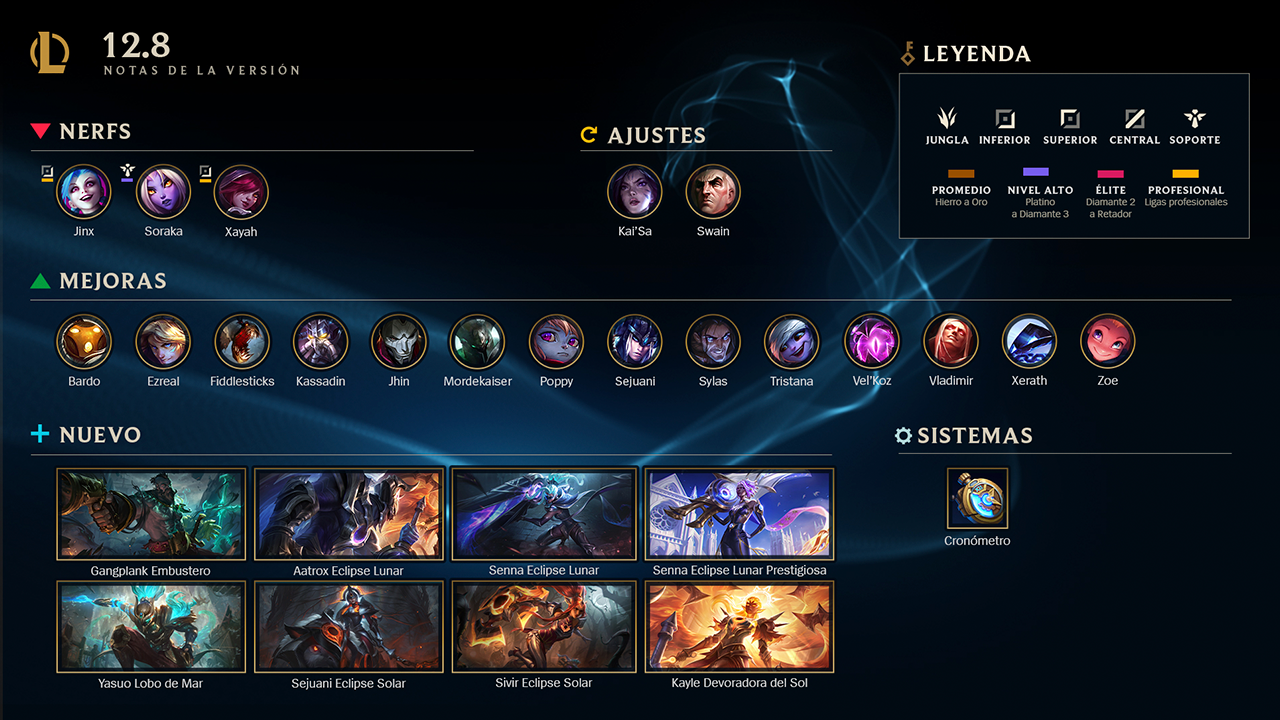 12.8
NOTAS DE LA VERSIÓN
LEYENDA
JUNGLA INFERIOR SUPERIOR CENTRAL SOPORTE
PROMEDIO NIVEL ALTO ÉLITE PROFESIONAL
Hierro a Oro Platino Diamante 2 Ligas profesionales
a Diamante 3 a Retador
NERFS
Jinx Soraka Xayah
AJUSTES
Kai'Sa Swain
MEJORAS
Bardo Ezreal Fiddlesticks Kassadin Jhin Mordekaiser Poppy Sejuani Sylas Tristana Vel'Koz Vladimir Xerath Zoe
NUEVO
Gangplank Embustero Aatrox Eclipse Lunar Senna Eclipse Lunar Senna Eclipse Lunar Prestigiosa
Yasuo Lobo de Mar Sejuani Eclipse Solar Sivir Eclipse Solar Kayle Devoradora del Sol
SISTEMAS
Cronómetro